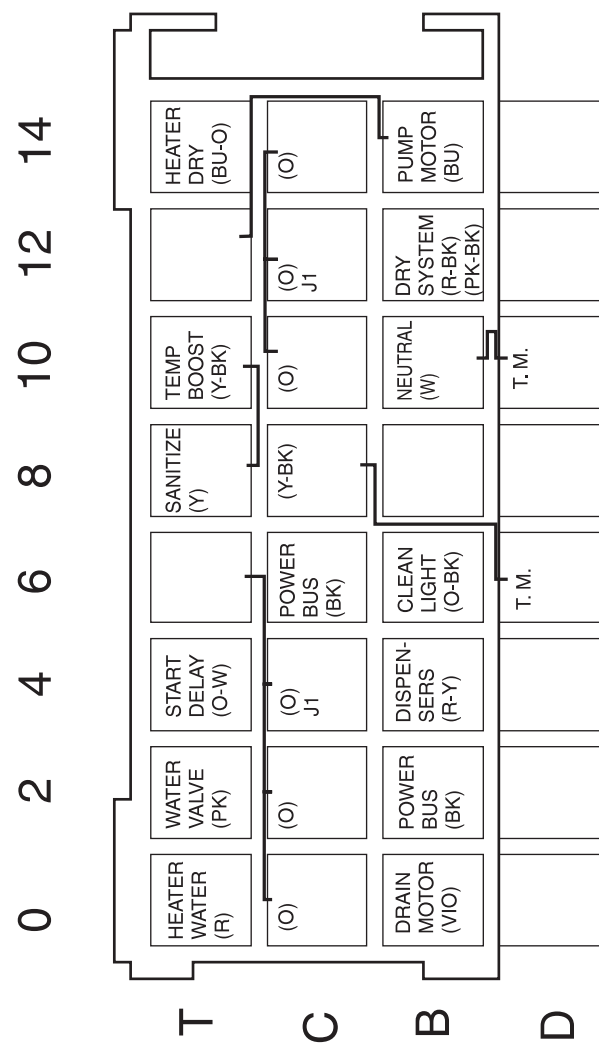 0 2 4 6 8 10 12 14
T
HEATER
WATER
(R)
WATER
VALVE
(PK)
START
DELAY
(O-W)
SANITIZE
(Y)
TEMP
BOOST
(Y-BK)
HEATER
DRY
(BU-O)
C
(O)
(O)
(O)
J1
POWER
BUS
(BK)
(Y-BK)
(O)
(O)
J1
(O)
B
DRAIN
MOTOR
(VIO)
POWER
BUS
(BK)
DISPEN-
SERS
(R-Y)
CLEAN
LIGHT
(O-BK)
NEUTRAL
(W)
DRY
SYSTEM
(R-BK)
(PK-BK)
PUMP
MOTOR
(BU)
D
T. M.
T. M.